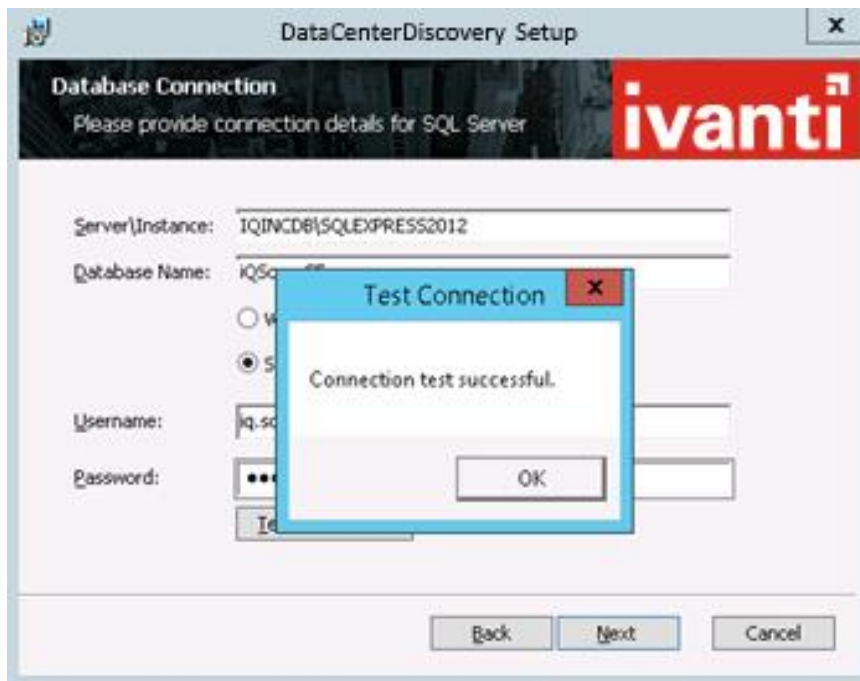 DataCenterDiscovery Setup
Database Connection
Please provide connection details for SQL Server
ivanti
Server\Instance: IQINCDB\SQLEXPRESS2012
Database Name:
Test Connection
Connection test successful.
OK
Username:
Password:
Back Next Cancel